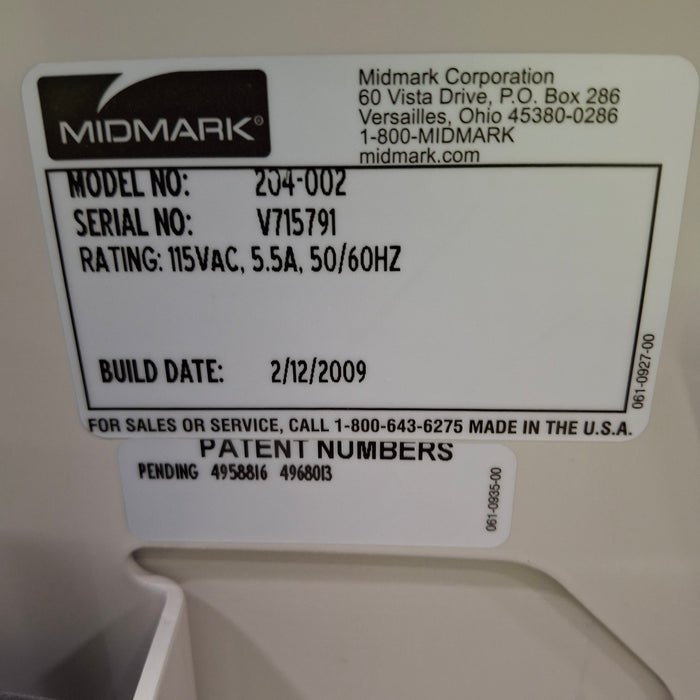 MIDMARK®
Midmark Corporation
60 Vista Drive, P.O. Box 286
Versailles, Ohio 45380-0286
1-800-MIDMARK
midmark.com
MODEL NO: 204-002
SERIAL NO: V715791
RATING: 115VAC, 5.5A, 50/60HZ
BUILD DATE: 2/12/2009
061-0927-00
FOR SALES OR SERVICE, CALL 1-800-643-6275 MADE IN THE U.S.A.
PATENT NUMBERS
PENDING 4958816 4968013
061-0935-00